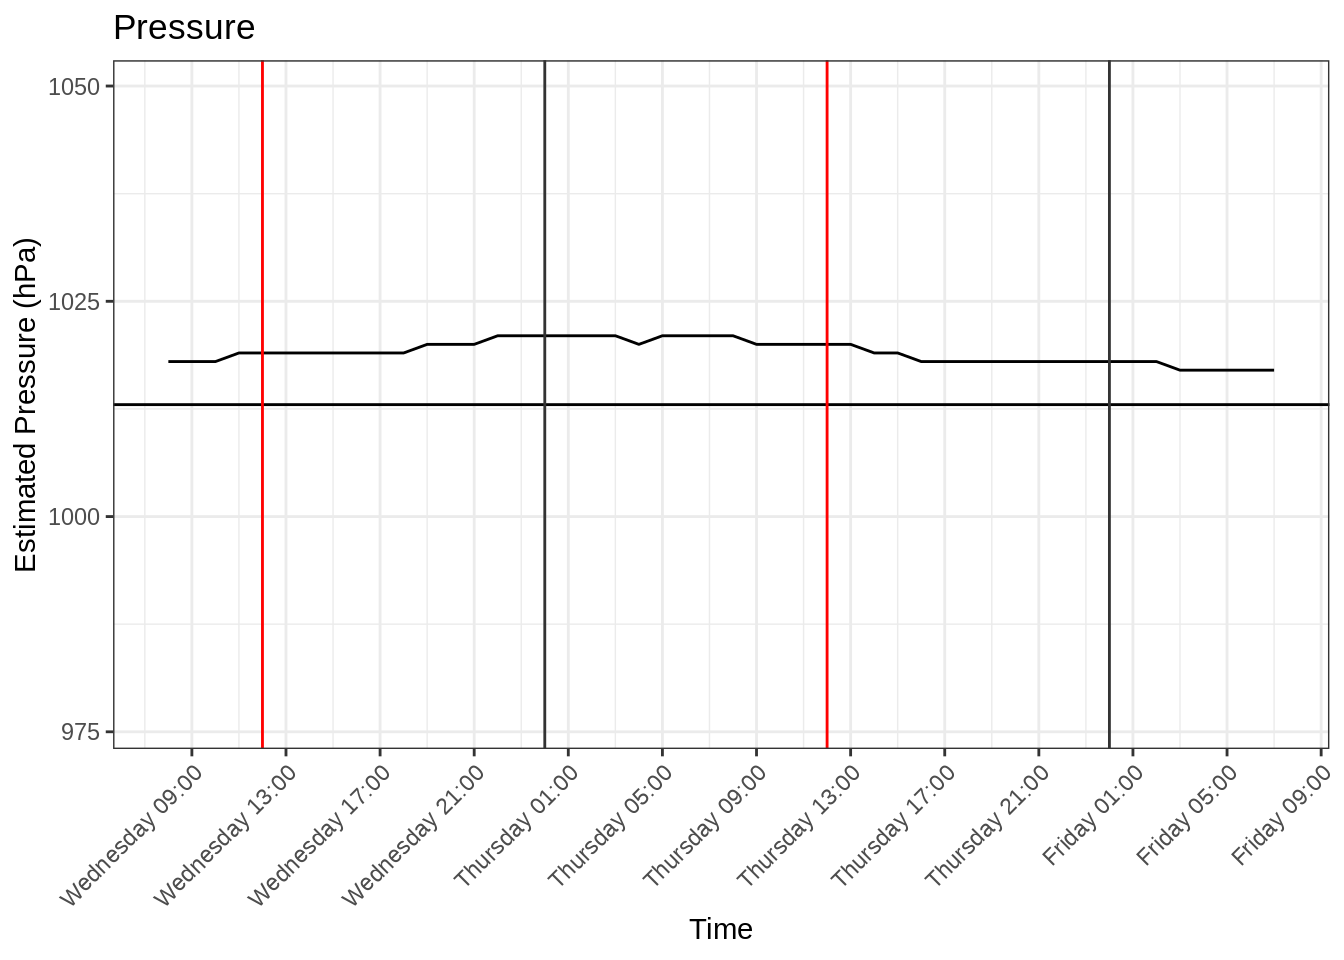 Pressure
Estimated Pressure (hPa)
1050
1025
1000
975
Wednesday 09:00
Wednesday 13:00
Wednesday 17:00
Wednesday 21:00
Thursday 01:00
Thursday 05:00
Thursday 09:00
Thursday 13:00
Thursday 17:00
Thursday 21:00
Friday 01:00
Friday 05:00
Friday 09:00
Time